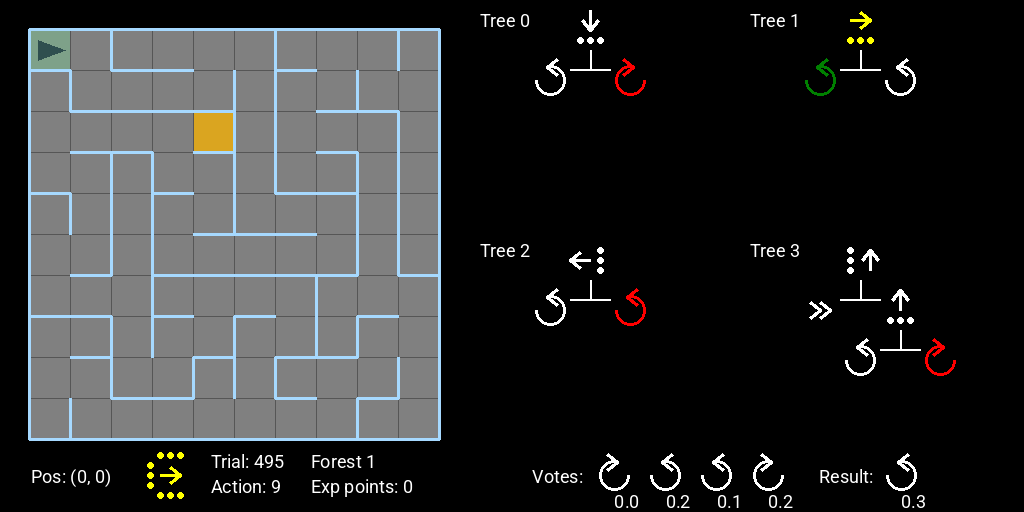 Tree 0
Tree 1
Tree 2
Tree 3
Pos: (0, 0)
Trial: 495
Forest 1
Action: 9
Exp points: 0
Votes:
0.0
0.2
0.1
0.2
Result:
0.3